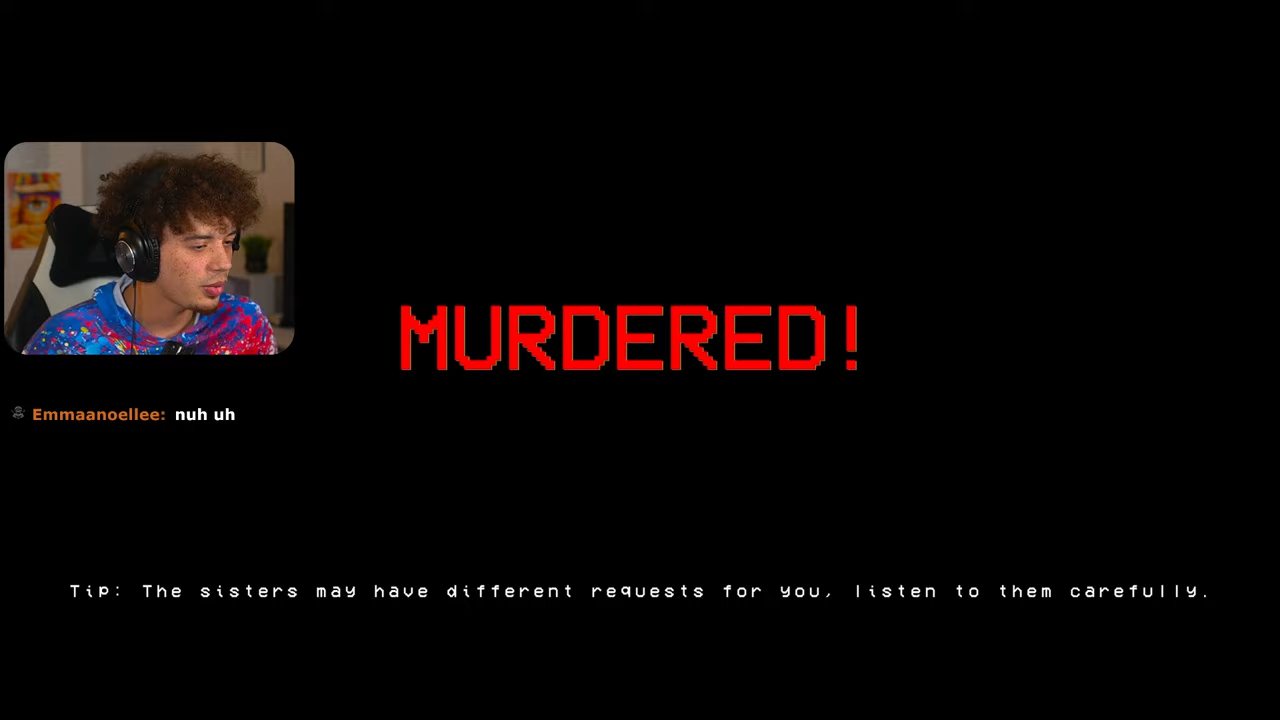 MURDERED!
Emmaanoellee: nuh uh
Tip: The sisters may have different requests for you, listen to them carefully.